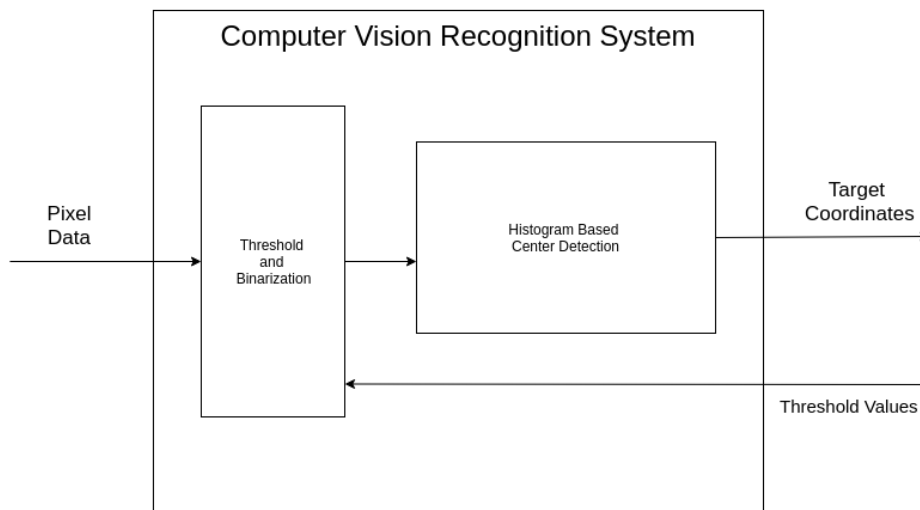 Computer Vision Recognition System
Pixel
Data
Threshold
and
Binarization
Histogram Based
Center Detection
Target
Coordinates
Threshold Values